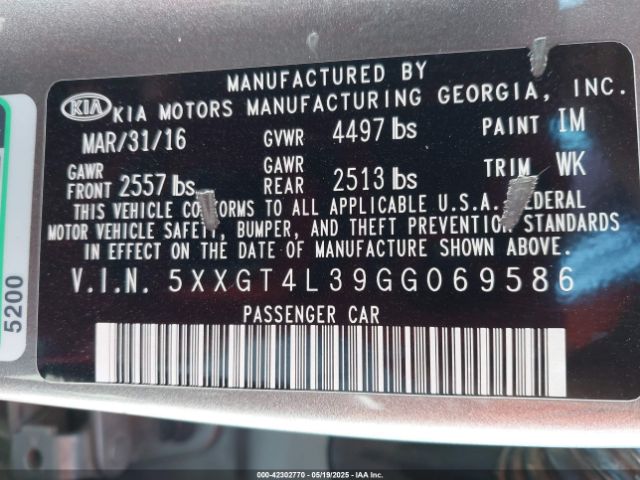 MANUFACTURED BY
KIA KIA MOTORS MANUFACTURING GEORGIA, INC.
MAR/31/16 GVWR 4497 lbs PAINT IM
GAWR FRONT 2557 lbs GAWR REAR 2513 lbs TRIM WK
THIS VEHICLE CONFORMS TO ALL APPLICABLE U.S.A. FEDERAL
MOTOR VEHICLE SAFETY, BUMPER, AND THEFT PREVENTION STANDARDS
IN EFFECT ON THE DATE OF MANUFACTURE SHOWN ABOVE.
V.I.N. 5XXGT4L39GG069586
PASSENGER CAR
5200
000-42302770 - 05/19/2025 - IAA Inc.